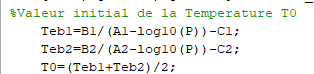 %Valeur initial de la Temperature T0
Teb1=B1/(A1-log10(P))-C1;
Teb2=B2/(A2-log10(P))-C2;
T0=(Teb1+Teb2)/2;